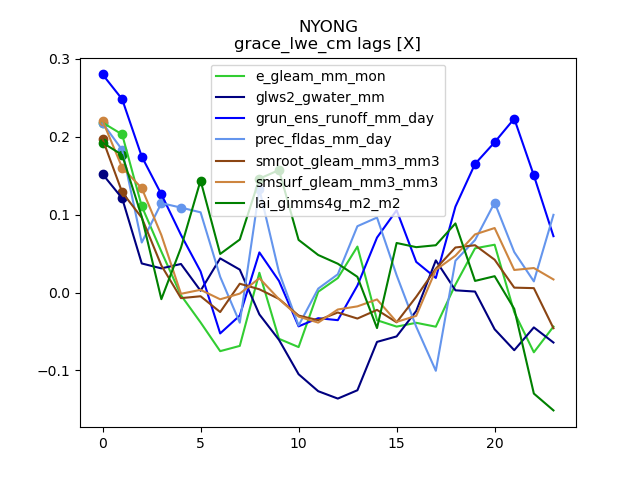 NYONG
grace_lwe_cm lags [X]
0.3
0.2
0.1
0.0
−0.1
e_gleam_mm_mon
glws2_gwater_mm
grun_ens_runoff_mm_day
prec_fldas_mm_day
smroot_gleam_mm3_mm3
smsurf_gleam_mm3_mm3
lai_gimms4g_m2_m2
0 5 10 15 20